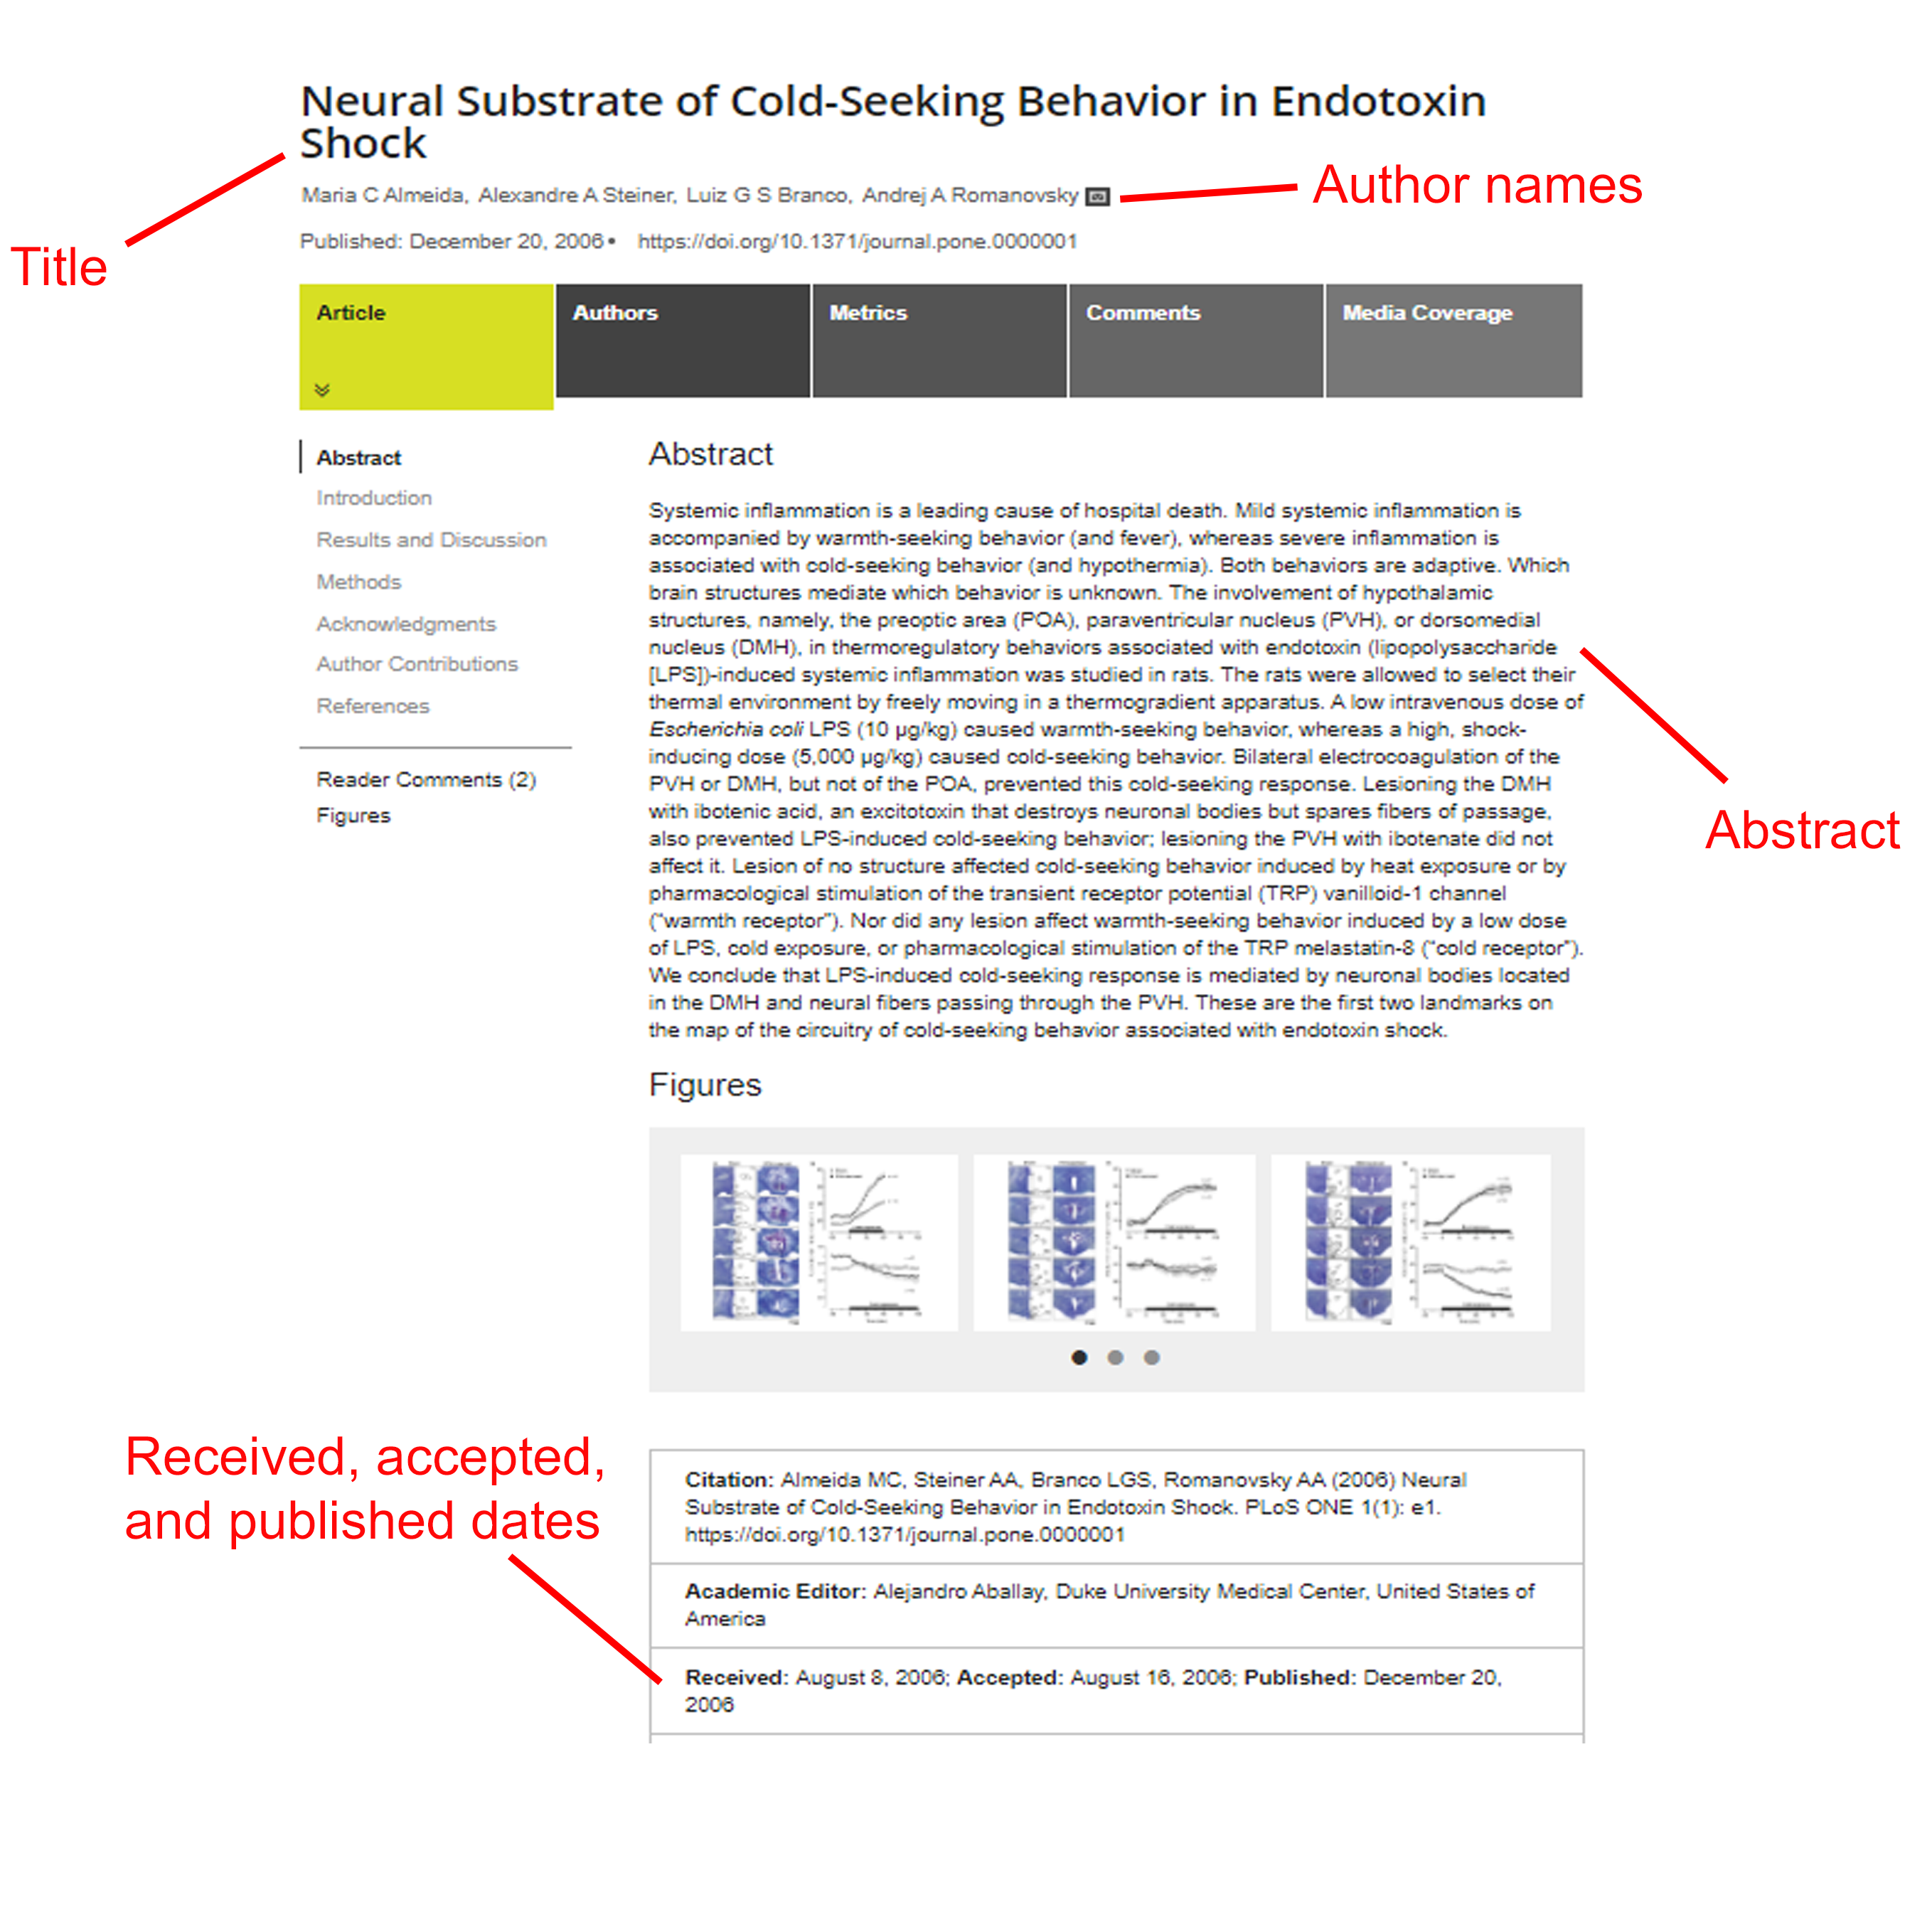 Neural Substrate of Cold-Seeking Behavior in Endotoxin
Shock
Maria C Almeida, Alexandre A Steiner, Luiz G S Branco, Andrej A Romanovsky
Author names
Published: December 20, 2006 • https://doi.org/10.1371/journal.pone.0000001
Title
Article
Authors
Metrics
Comments
Media Coverage
Abstract
Introduction
Results and Discussion
Methods
Acknowledgments
Author Contributions
References
Reader Comments (2)
Figures
Abstract
Systemic inflammation is a leading cause of hospital death. Mild systemic inflammation is
accompanied by warmth-seeking behavior (and fever), whereas severe inflammation is
associated with cold-seeking behavior (and hypothermia). Both behaviors are adaptive. Which
brain structures mediate which behavior is unknown. The involvement of hypothalamic
structures, namely, the preoptic area (POA), paraventricular nucleus (PVH), or dorsomedial
nucleus (DMH), in thermoregulatory behaviors associated with endotoxin (lipopolysaccharide
[LPS])-induced systemic inflammation was studied in rats. The rats were allowed to select their
thermal environment by freely moving in a thermogradient apparatus. A low intravenous dose of
Escherichia coli LPS (10 µg/kg) caused warmth-seeking behavior, whereas a high, shock-
inducing dose (5,000 µg/kg) caused cold-seeking behavior. Bilateral electrocoagulation of the
PVH or DMH, but not of the POA, prevented this cold-seeking response. Lesioning the DMH
with ibotenic acid, an excitotoxin that destroys neuronal bodies but spares fibers of passage,
also prevented LPS-induced cold-seeking behavior; lesioning the PVH with ibotenate did not
affect it. Lesion of no structure affected cold-seeking behavior induced by heat exposure or by
pharmacological stimulation of the transient receptor potential (TRP) vanilloid-1 channel
(“warmth receptor”). Nor did any lesion affect warmth-seeking behavior induced by a low dose
of LPS, cold exposure, or pharmacological stimulation of the TRP melastatin-8 (“cold receptor”).
We conclude that LPS-induced cold-seeking response is mediated by neuronal bodies located
in the DMH and neural fibers passing through the PVH. These are the first two landmarks on
the map of the circuitry of cold-seeking behavior associated with endotoxin shock.
Abstract
Figures
Received, accepted,
and published dates
Citation: Almeida MC, Steiner AA, Branco LGS, Romanovsky AA (2006) Neural
Substrate of Cold-Seeking Behavior in Endotoxin Shock. PLoS ONE 1(1): e1.
https://doi.org/10.1371/journal.pone.0000001
Academic Editor: Alejandro Aballay, Duke University Medical Center, United States of
America
Received: August 8, 2006; Accepted: August 16, 2006; Published: December 20,
2006